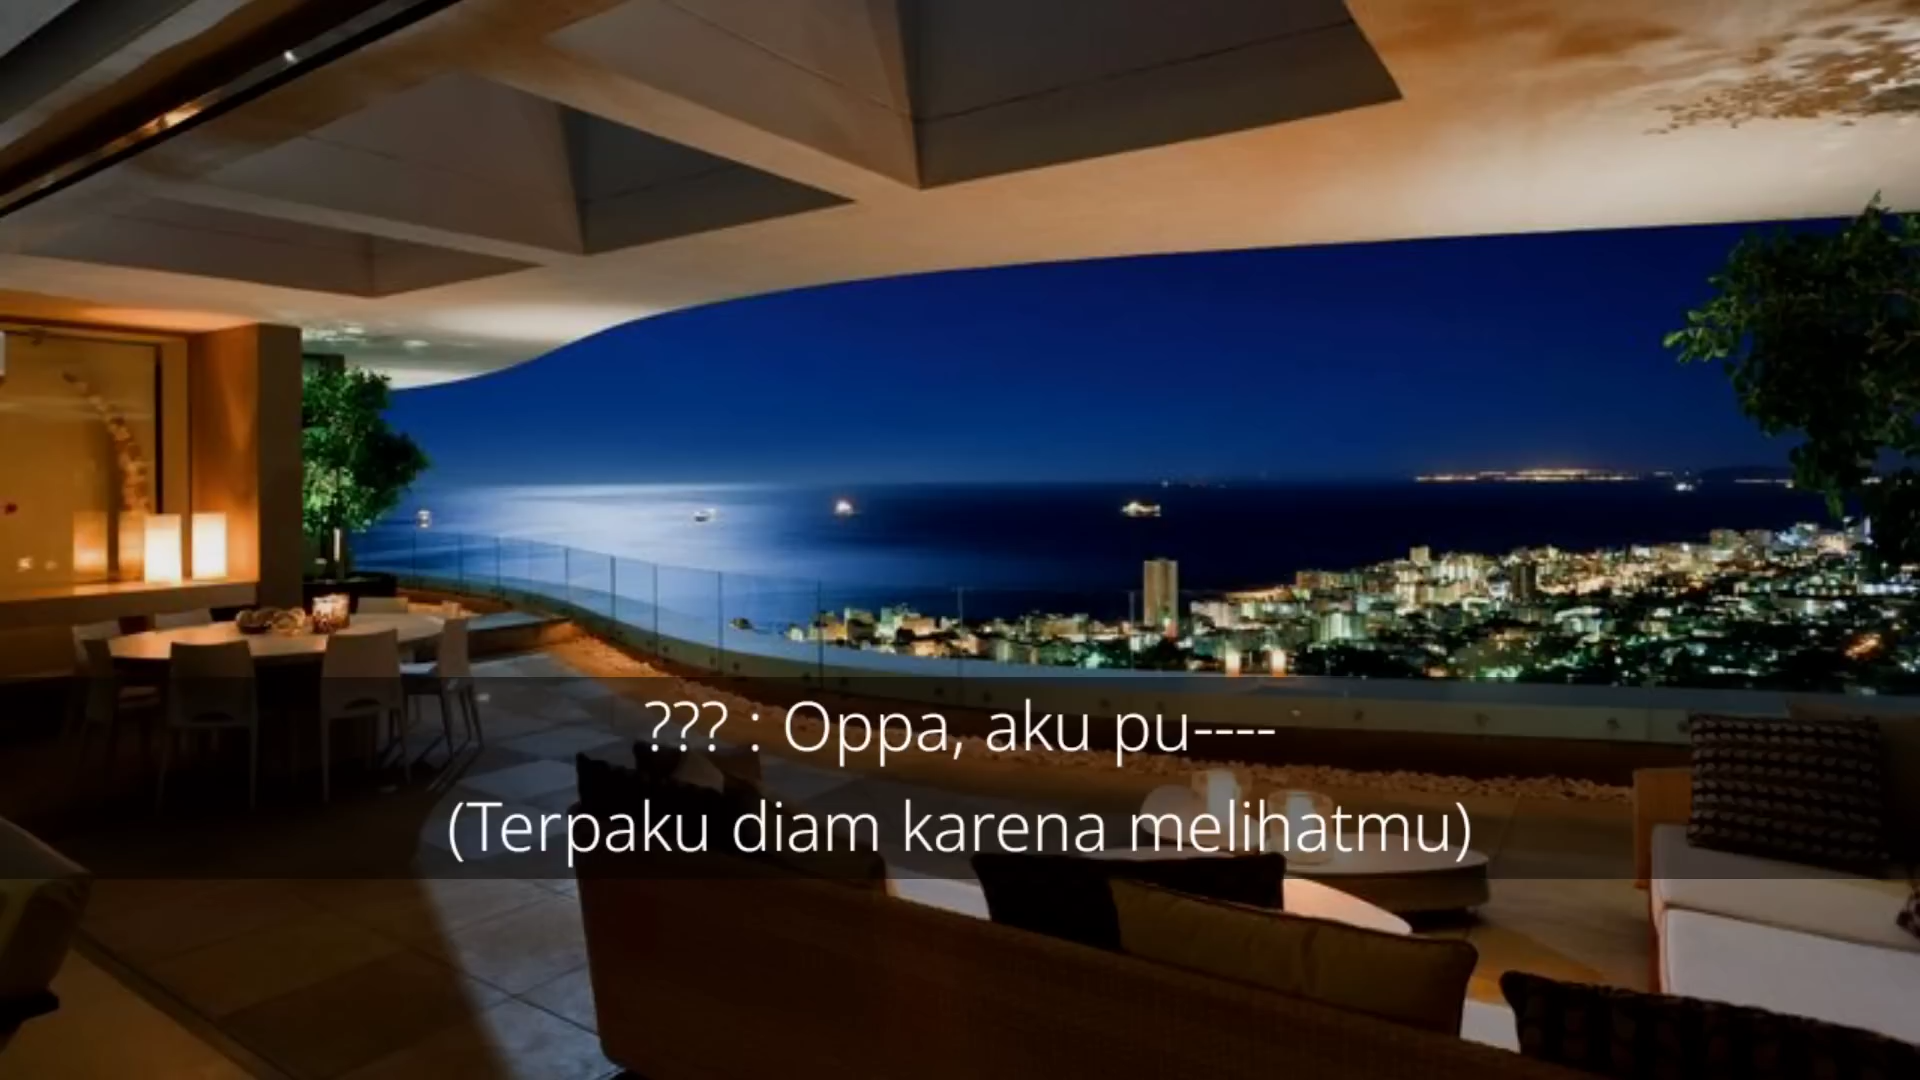 ??? : Oppa, aku pu----
(Terpaku diam karena melihatmu)